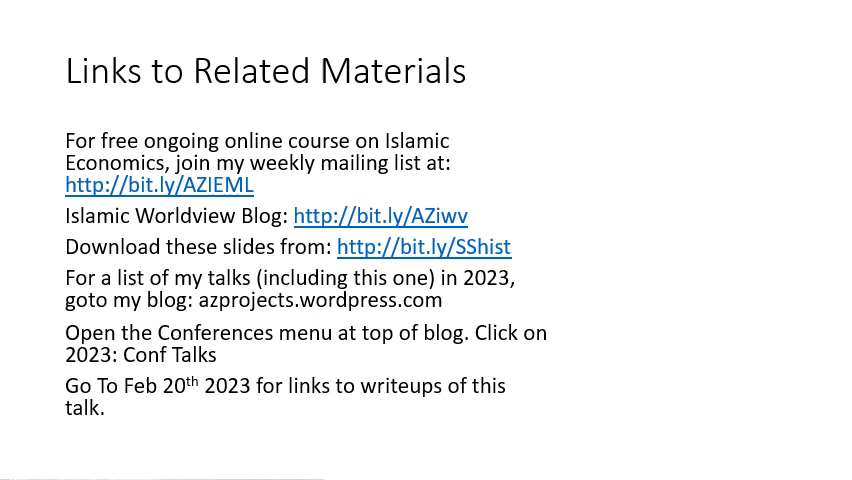 Links to Related Materials
For free ongoing online course on Islamic
Economics, join my weekly mailing list at:
http://bit.ly/AZIEML
Islamic Worldview Blog: http://bit.ly/AZiwv
Download these slides from: http://bit.ly/SShist
For a list of my talks (including this one) in 2023,
goto my blog: azprojects.wordpress.com
Open the Conferences menu at top of blog. Click on
2023: Conf Talks
Go To Feb 20th 2023 for links to writeups of this
talk.